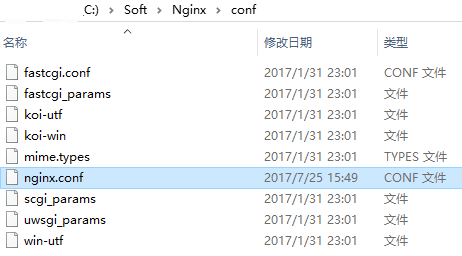 C:) > Soft > Nginx > conf
名称 修改日期 类型
fastcgi.conf 2017/1/31 23:01 CONF 文件
fastcgi_params 2017/1/31 23:01 文件
koi-utf 2017/1/31 23:01 文件
koi-win 2017/1/31 23:01 文件
mime.types 2017/1/31 23:01 TYPES 文件
nginx.conf 2017/7/25 15:49 CONF 文件
scgi_params 2017/1/31 23:01 文件
uwsgi_params 2017/1/31 23:01 文件
win-utf 2017/1/31 23:01 文件